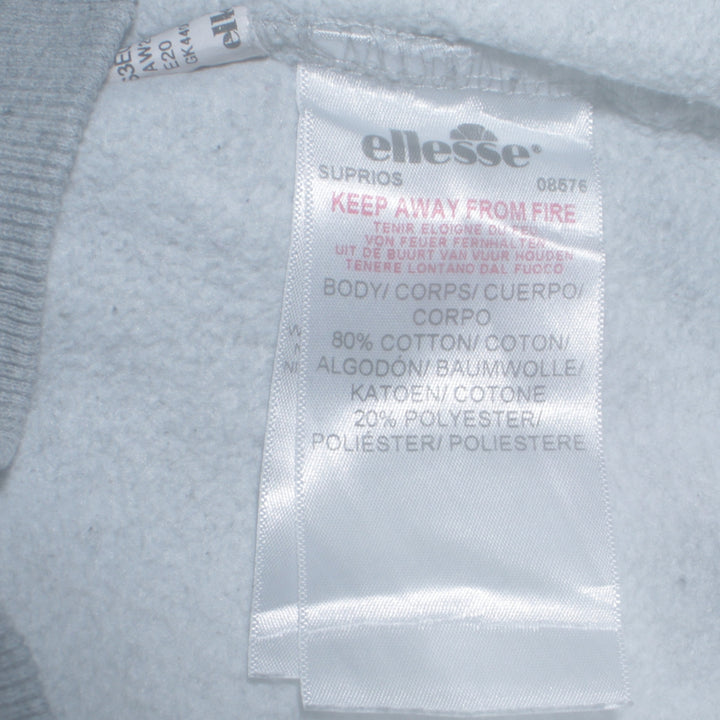 ellesse
SUPRIOS 08576
KEEP AWAY FROM FIRE
TENIR ELOIGNE DU FEU
VON FEUER FERNHALTEN
UIT DE BUURT VAN VUUR HOUDEN
TENERE LONTANO DAL FUOCO
BODY/ CORPS/ CUERPO/
CORPO
80% COTTON/ COTON/
ALGODÓN/ BAUMWOLLE/
KATOEN/ COTONE
20% POLYESTER/
POLIÉSTER/ POLIESTERE